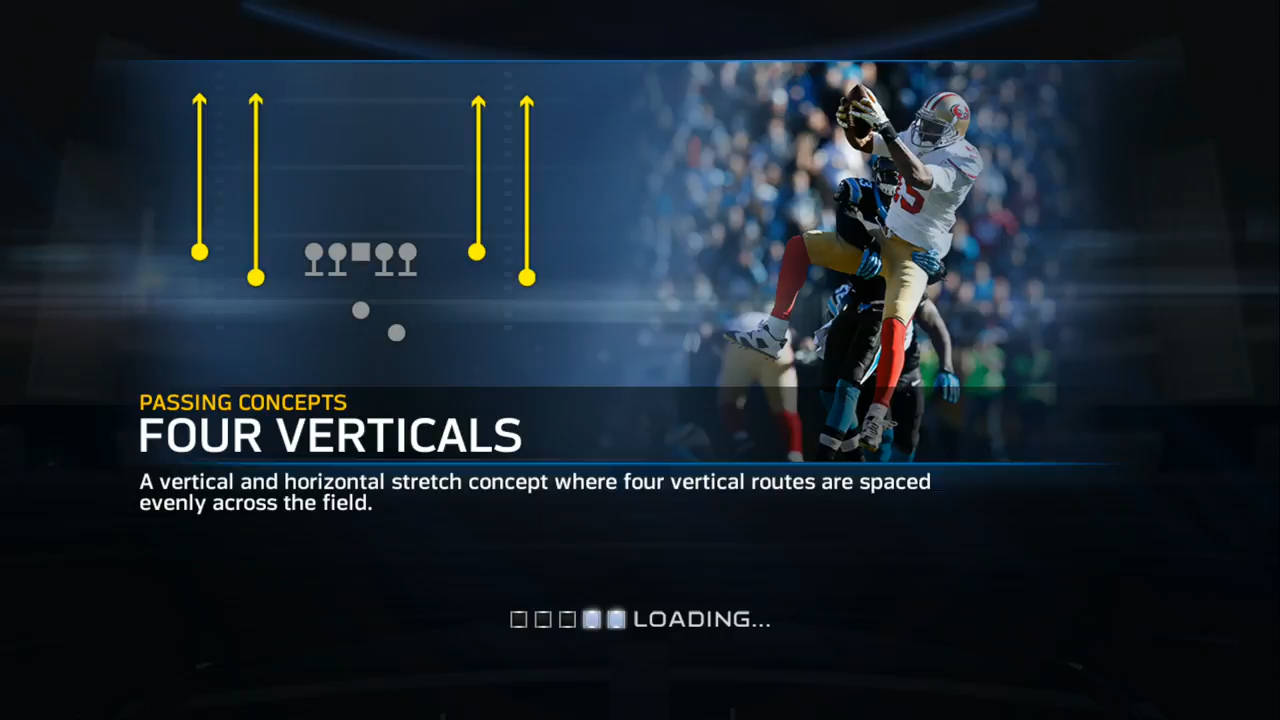 PASSING CONCEPTS
FOUR VERTICALS
A vertical and horizontal stretch concept where four vertical routes are spaced
evenly across the field.
LOADING...